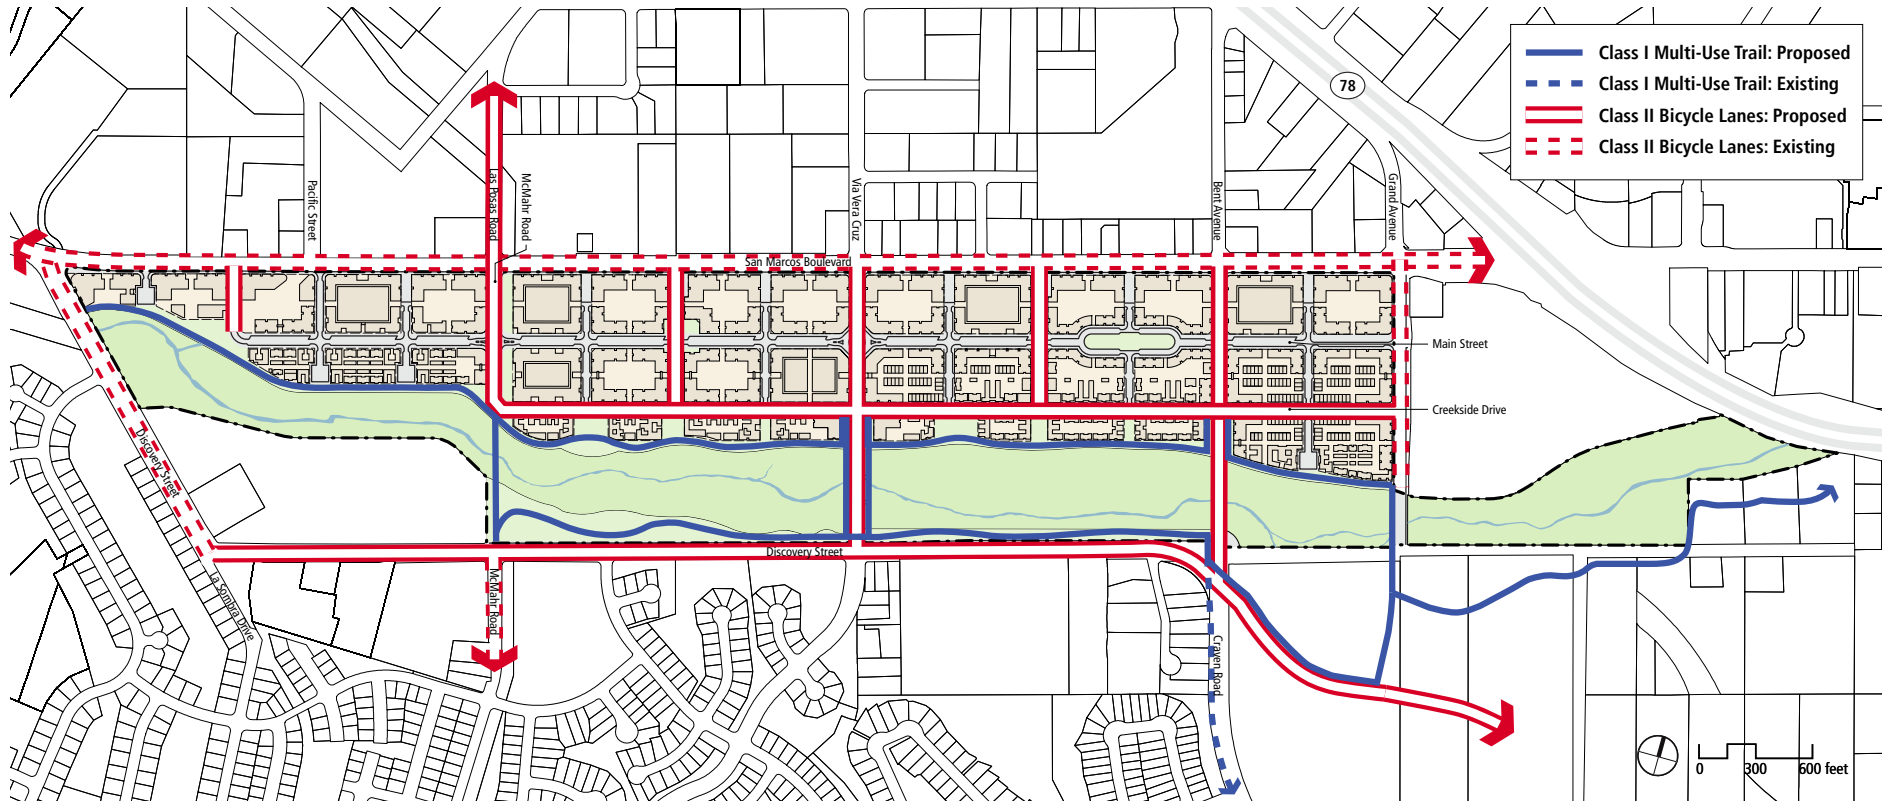 Class I Multi-Use Trail: Proposed
Class I Multi-Use Trail: Existing
Class II Bicycle Lanes: Proposed
Class II Bicycle Lanes: Existing
78
Pacific Street
Las Posas Road
McMahr Road
Via Vera Cruz
Bent Avenue
Grand Avenue
San Marcos Boulevard
Main Street
Creekside Drive
Discovery Street
Discovery Street
La Sombra Drive
McMahr Road
Craven Road
0 300 600 feet